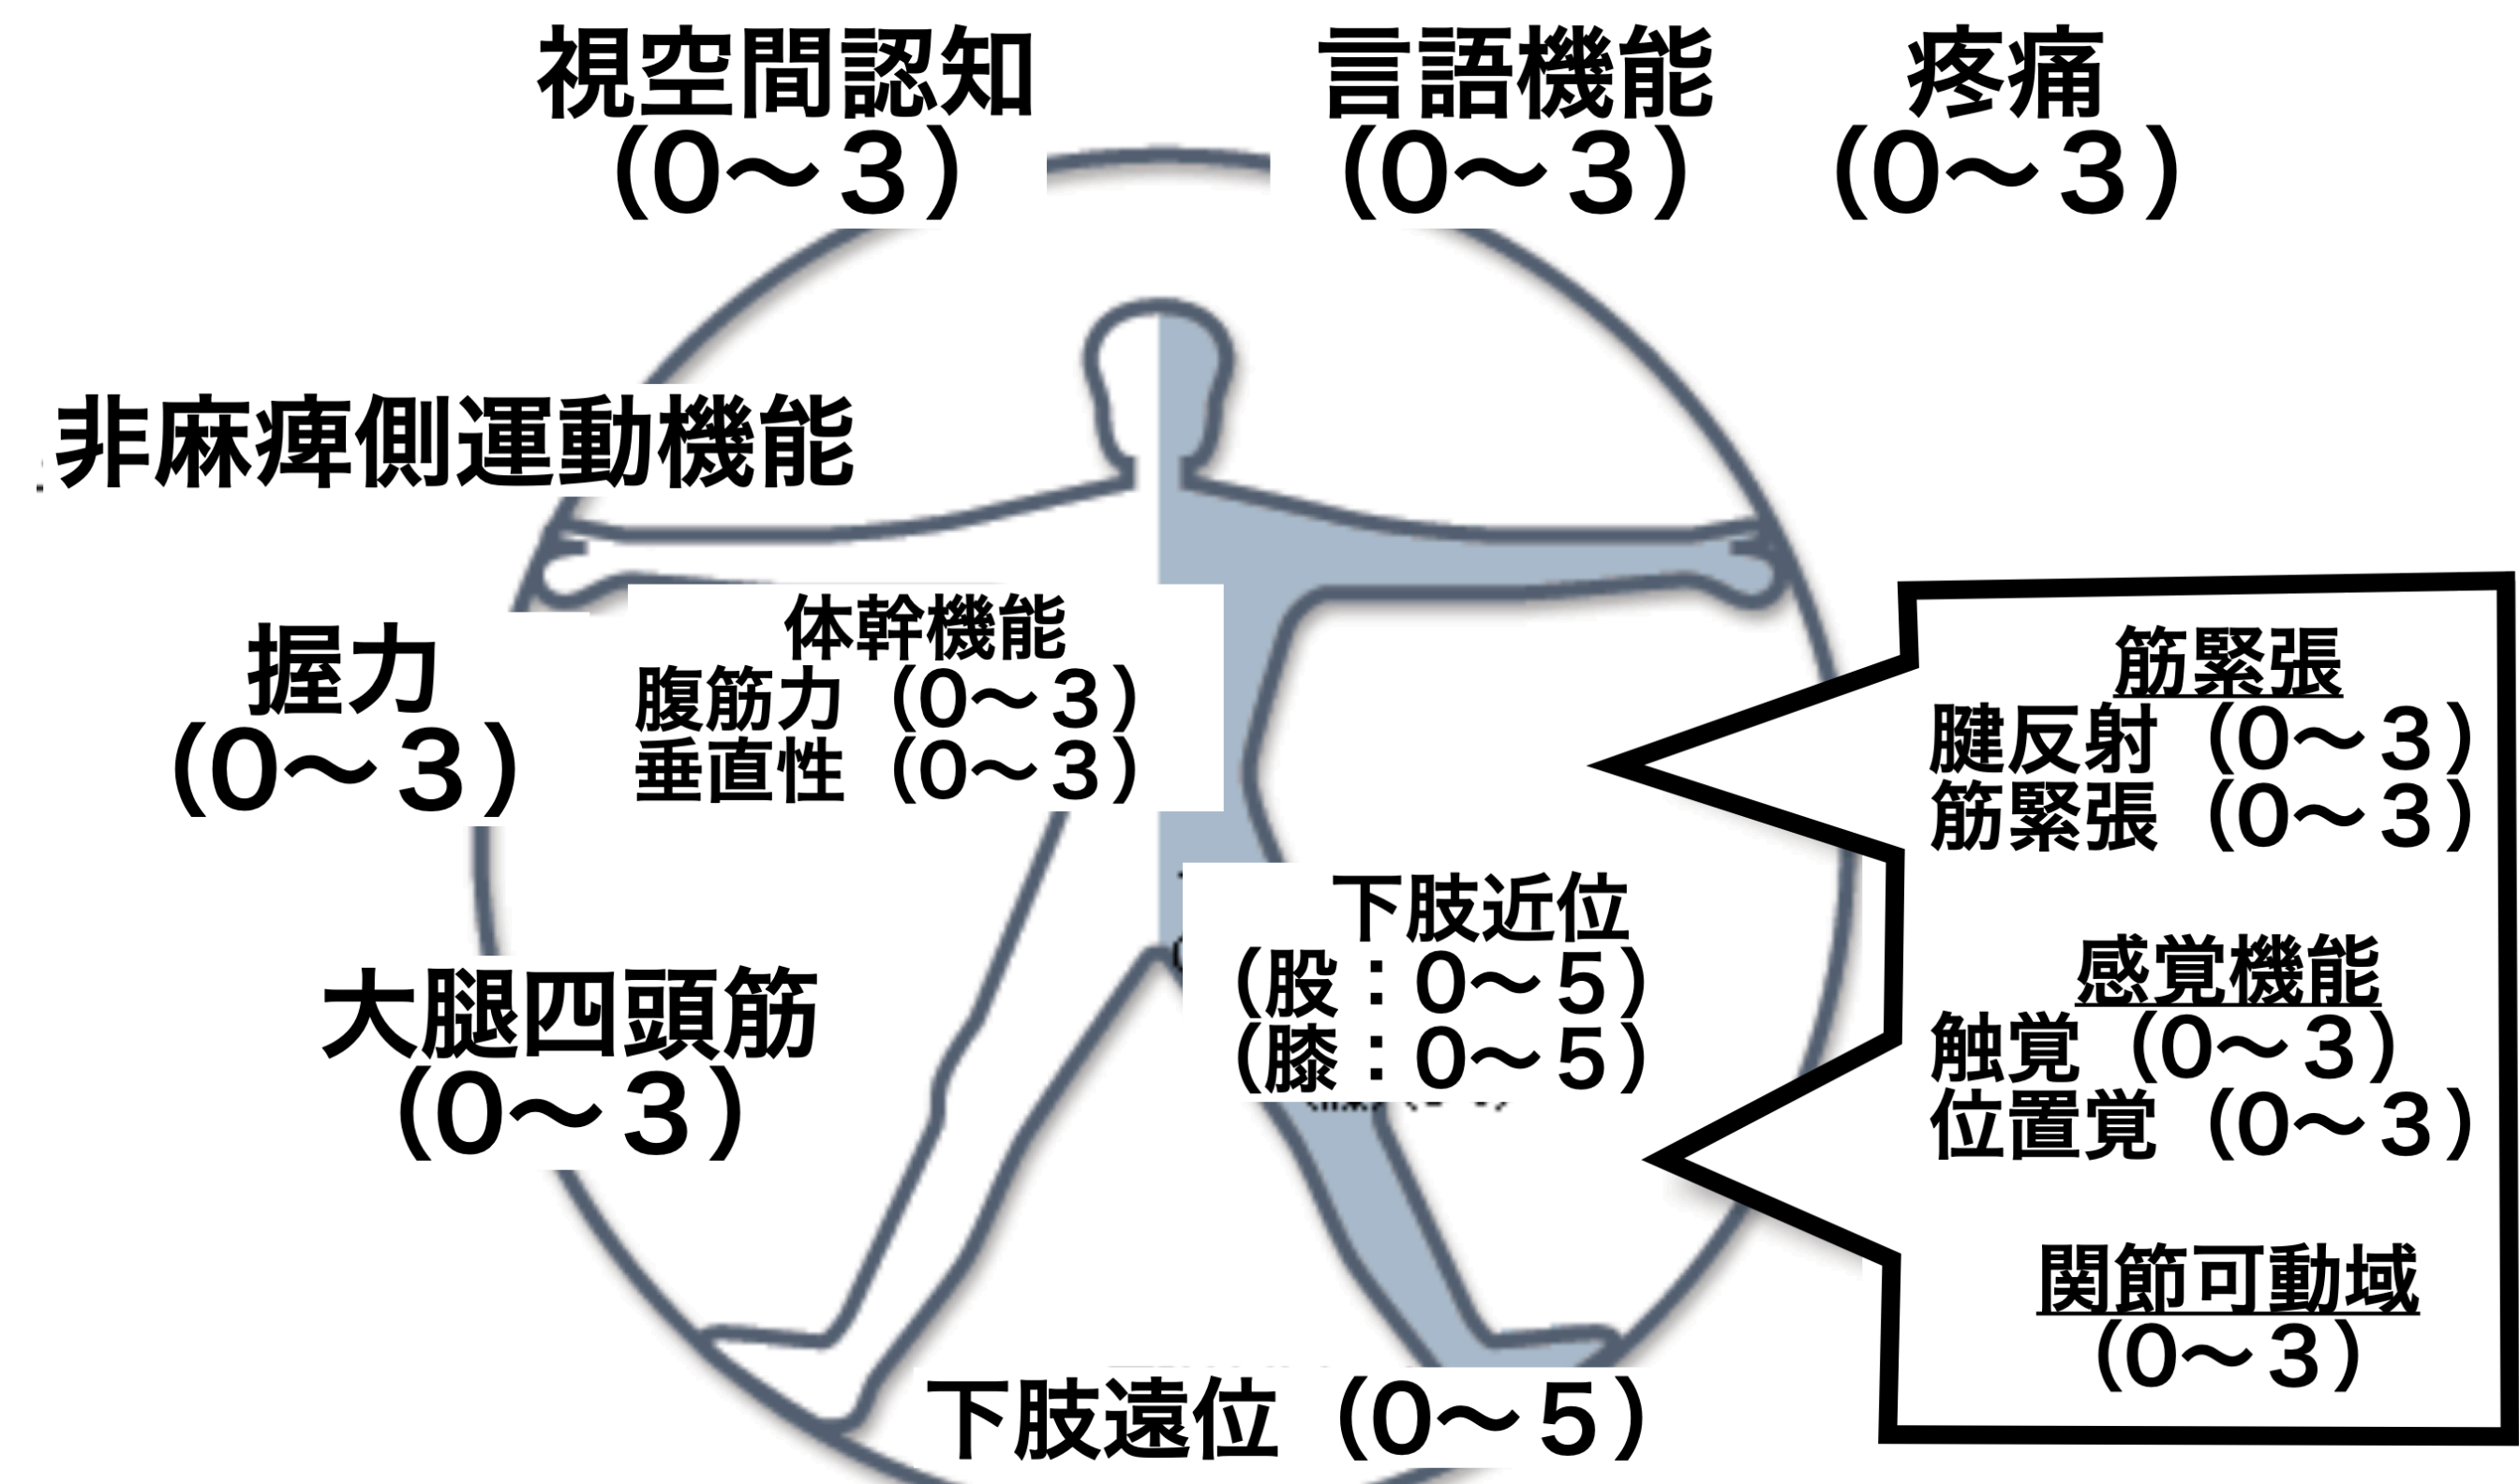 視空間認知
（0～3）
言語機能
（0～3）
疼痛
（0～3）
非麻痺側運動機能
握力
（0～3）
体幹機能
腹筋力（0～3）
垂直性（0～3）
大腿四頭筋
（0～3）
下肢近位
（股：0～5）
（膝：0～5）
下肢遠位（0～5）
筋緊張
腱反射（0～3）
筋緊張（0～3）
感覚機能
触覚（0～3）
位置覚（0～3）
関節可動域
（0～3）